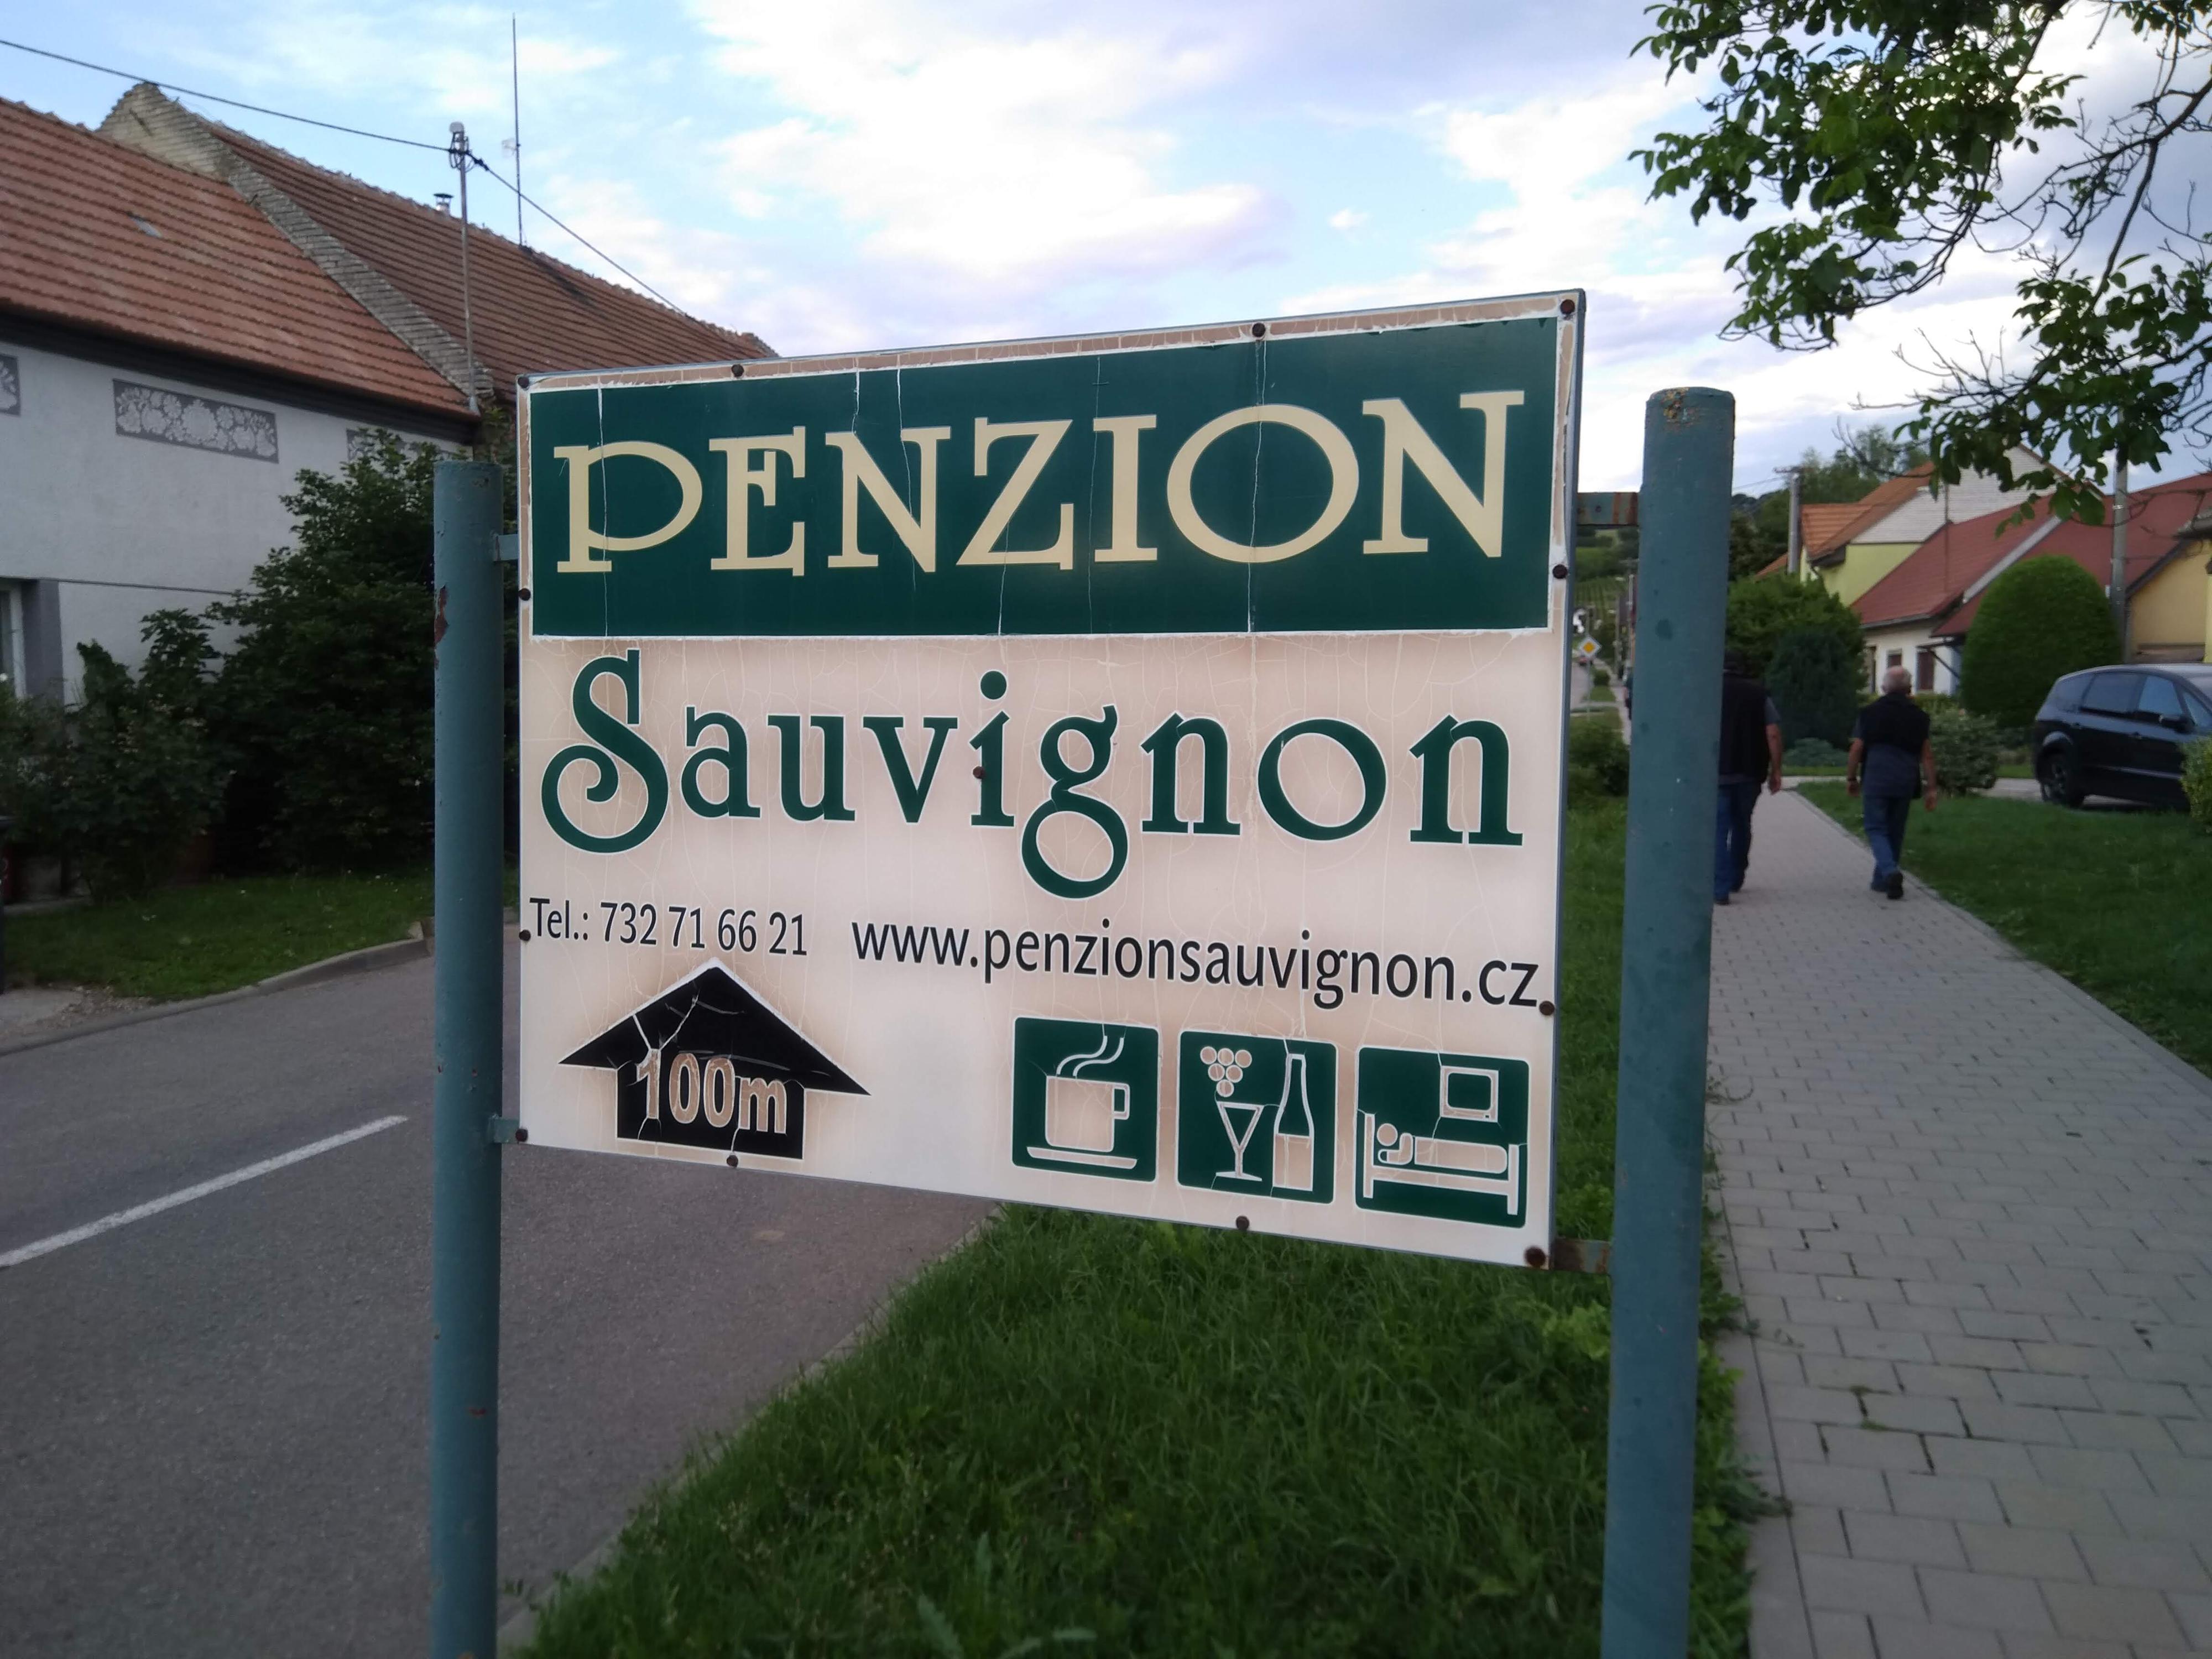 PENZION
Sauvignon
Tel.: 732 71 66 21 www.penzionsauvignon.cz
100m